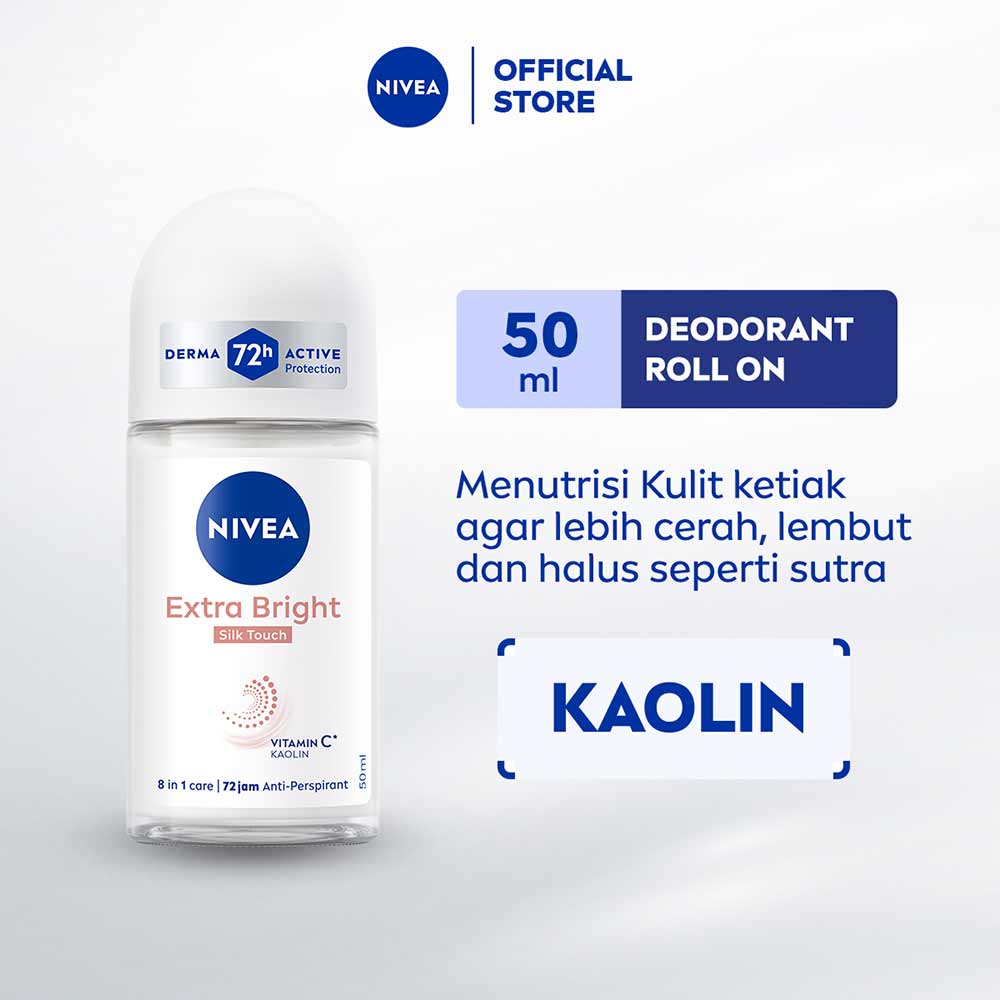 NIVEA
OFFICIAL
STORE
DERMA 72h ACTIVE
Protection
NIVEA
Extra Bright
Silk Touch
VITAMIN C*
KAOLIN
8 in 1 care | 72 jam Anti-Perspirant
50 ml
50
ml
DEODORANT
ROLL ON
Menutrisi Kulit ketiak
agar lebih cerah, lembut
dan halus seperti sutra
KAOLIN